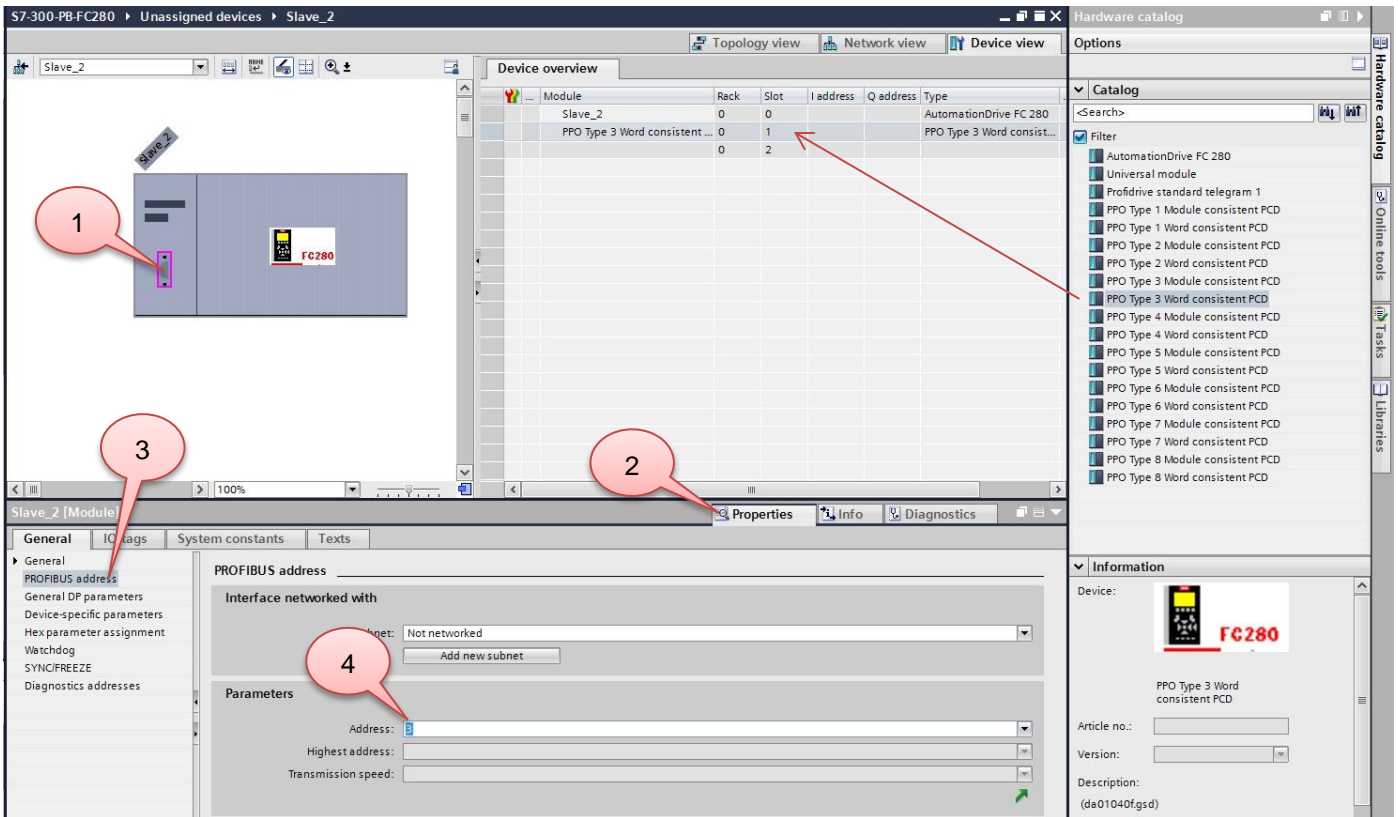 S7-300-PB-FC280 ▸ Unassigned devices ▸ Slave_2
Topology view
Network view
Device view
Slave_2
Slave_2
1
FC280
100%
Device overview
... Module Rack Slot I address Q address Type
Slave_2 0 0 AutomationDrive FC 280
PPO Type 3 Word consistent ... 0 1 PPO Type 3 Word consist...
0 2
Hardware catalog
Options
Catalog
<Search>
Filter
AutomationDrive FC 280
Universal module
Profidrive standard telegram 1
PPO Type 1 Module consistent PCD
PPO Type 1 Word consistent PCD
PPO Type 2 Module consistent PCD
PPO Type 2 Word consistent PCD
PPO Type 3 Module consistent PCD
PPO Type 3 Word consistent PCD
PPO Type 4 Module consistent PCD
PPO Type 4 Word consistent PCD
PPO Type 5 Module consistent PCD
PPO Type 5 Word consistent PCD
PPO Type 6 Module consistent PCD
PPO Type 6 Word consistent PCD
PPO Type 7 Module consistent PCD
PPO Type 7 Word consistent PCD
PPO Type 8 Module consistent PCD
PPO Type 8 Word consistent PCD
Hardware catalog
Online tools
Tasks
Libraries
3
2
Slave_2 [Module]
Properties
Info
Diagnostics
General
tags
System constants
Texts
General
PROFIBUS address
General DP parameters
Device-specific parameters
Hex parameter assignment
Watchdog
SYNC/FREEZE
Diagnostics addresses
PROFIBUS address
Interface networked with
Not networked
Add new subnet
4
Parameters
Address: 3
Highest address:
Transmission speed:
Information
Device:
FC280
PPO Type 3 Word
consistent PCD
Article no.:
Version:
Description:
(da01040f.gsd)